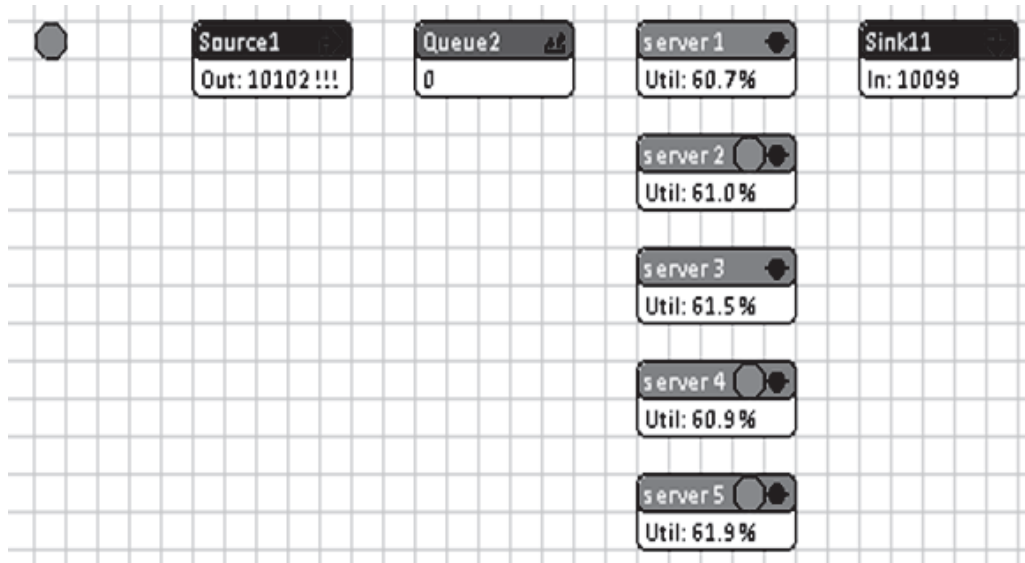 Source1
Out: 10102 !!!
Queue2
0
server 1
Util: 60.7%
Sink11
In: 10099
server 2
Util: 61.0%
server 3
Util: 61.5%
server 4
Util: 60.9%
server 5
Util: 61.9%